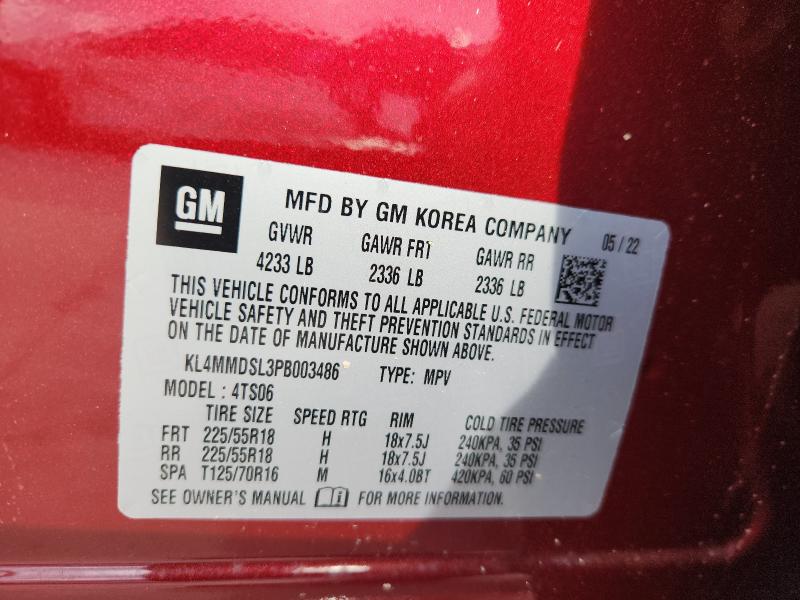 GM MFD BY GM KOREA COMPANY 05 / 22
GVWR GAWR FRT GAWR RR
4233 LB 2336 LB 2336 LB
THIS VEHICLE CONFORMS TO ALL APPLICABLE U.S. FEDERAL MOTOR
VEHICLE SAFETY AND THEFT PREVENTION STANDARDS IN EFFECT
ON THE DATE OF MANUFACTURE SHOWN ABOVE.
KL4MMDSL3PB003486 TYPE: MPV
MODEL : 4TS06
TIRE SIZE SPEED RTG RIM COLD TIRE PRESSURE
FRT 225/55R18 H 18x7.5J 240KPA, 35 PSI
RR 225/55R18 H 18x7.5J 240KPA, 35 PSI
SPA T125/70R16 M 16x4.0BT 420KPA, 60 PSI
SEE OWNER'S MANUAL FOR MORE INFORMATION.